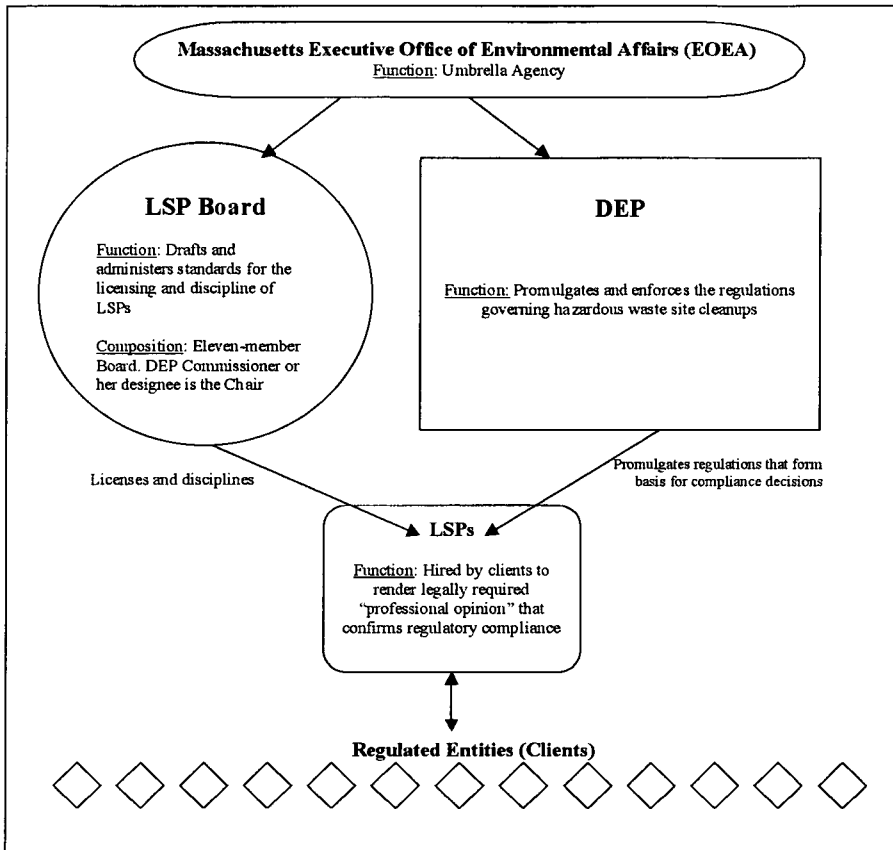 Massachusetts Executive Office of Environmental Affairs (EOEA)
Function: Umbrella Agency
LSP Board
Function: Drafts and
administers standards for the
licensing and discipline of
LSPs
Composition: Eleven-member
Board. DEP Commissioner or
her designee is the Chair
DEP
Function: Promulgates and enforces the regulations
governing hazardous waste site cleanups
Licenses and disciplines
Promulgates regulations that form
basis for compliance decisions
LSPs
Function: Hired by clients to
render legally required
“professional opinion” that
confirms regulatory compliance
Regulated Entities (Clients)